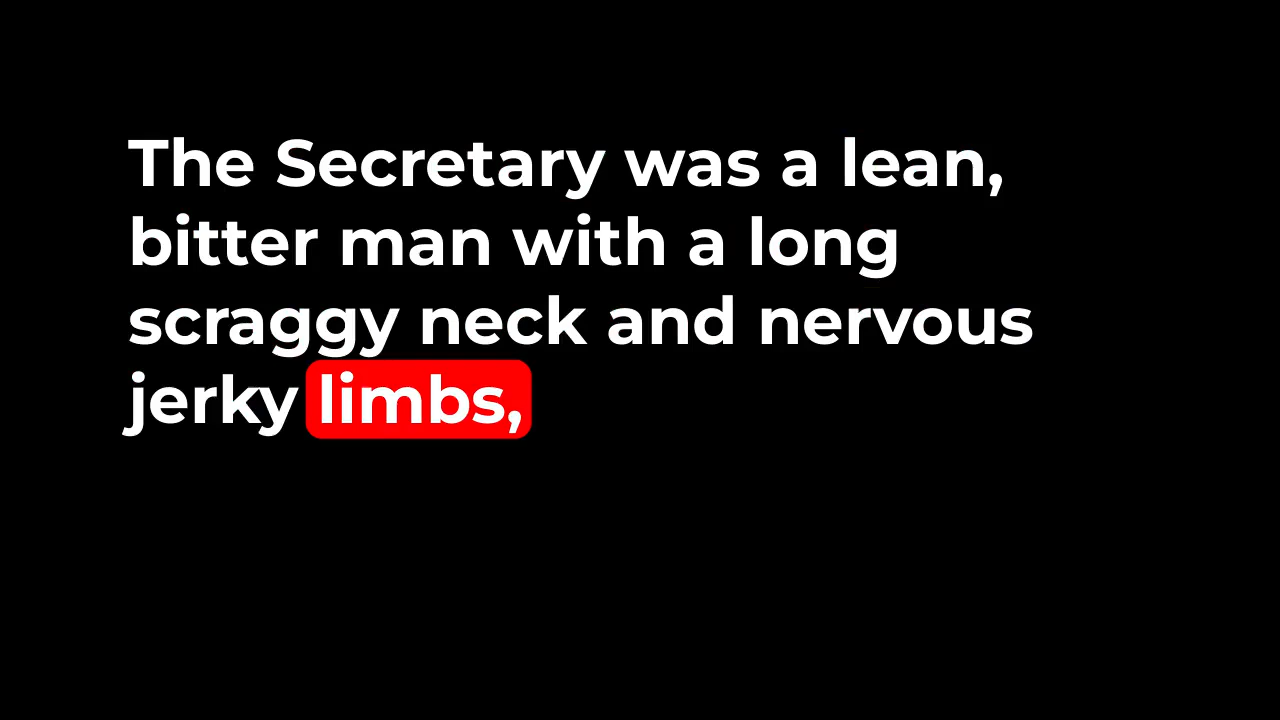 The Secretary was a lean,
bitter man with a long
scraggy neck and nervous
jerky limbs,